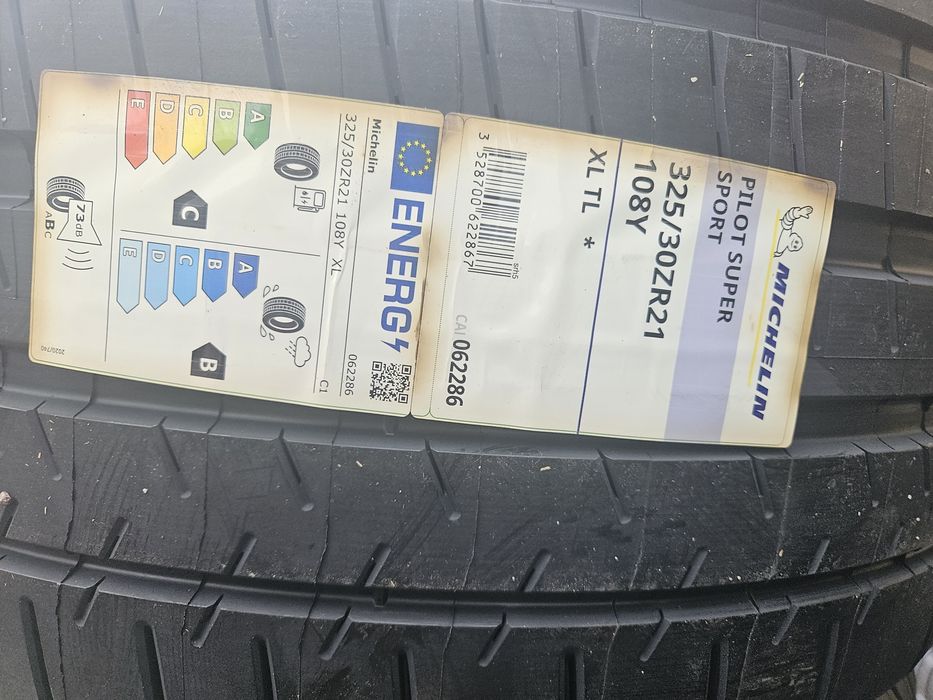 MICHELIN
PILOT SUPER
SPORT
325/30ZR21
108Y
XL TL *
sm5
3 528700 622867
CAI 062286
ENERG
Michelin
062286
325/30ZR21 108Y XL
C1
A
B
C
D
E
C
A
B
C
D
E
B
73dB
ABC
2020/740